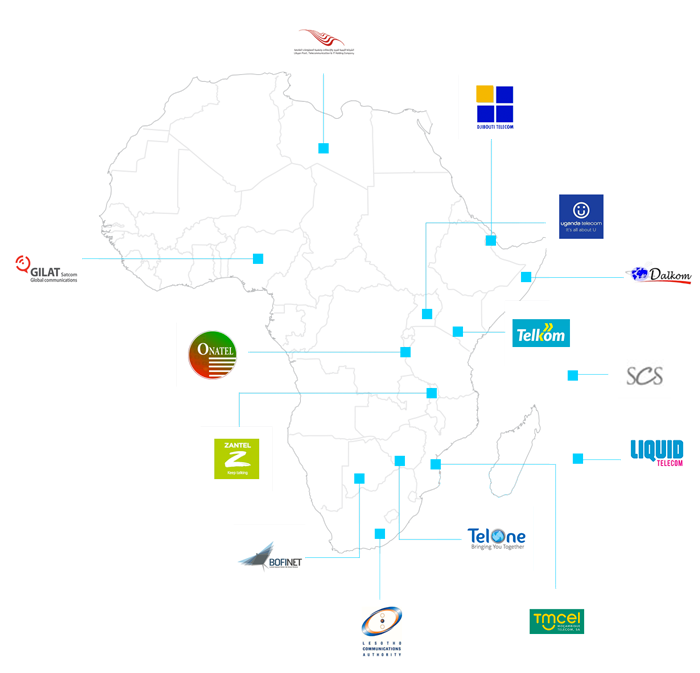 DJIBOUTI TELECOM
uganda telecom
It's all about U
GILAT Satcom
Global communications
Dalkom
Telkom
ONATEL
SCS
ZANTEL
Z
LIQUID
TELECOM
TelOne
Bringing You Together
BOFINET
LESOTHO
COMMUNICATIONS
AUTHORITY
TMCEL